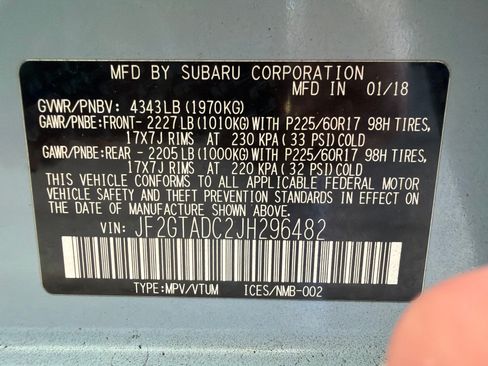 MFD BY SUBARU CORPORATION
MFD IN 01/18
GVWR/PNBV: 4343LB (1970KG)
GAWR/PNBE:FRONT- 2227LB (1010KG) WITH P225/60R17 98H TIRES,
17X7J RIMS AT 230 KPA (33 PSI) COLD
GAWR/PNBE:REAR - 2205LB (1000KG) WITH P225/60R17 98H TIRES,
17X7J RIMS AT 220 KPA (32 PSI) COLD
THIS VEHICLE CONFORMS TO ALL APPLICABLE FEDERAL MOTOR
VEHICLE SAFETY AND THEFT PREVENTION STANDARDS IN EFFECT
ON THE DATE OF MANUFACTURE SHOWN ABOVE.
VIN: JF2GTADC2JH296482
TYPE:MPV/VTUM ICES/NMB-002